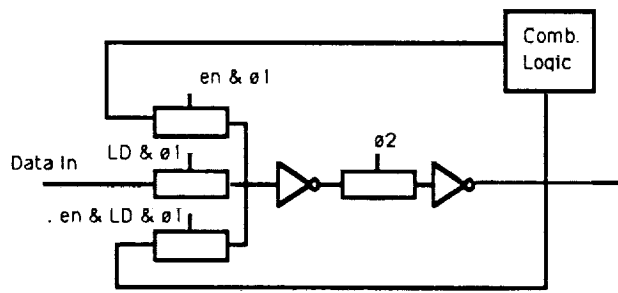 Comb.
Logic
en & ø1
Data In
LD & ø1
ø2
. en & LD & ø1